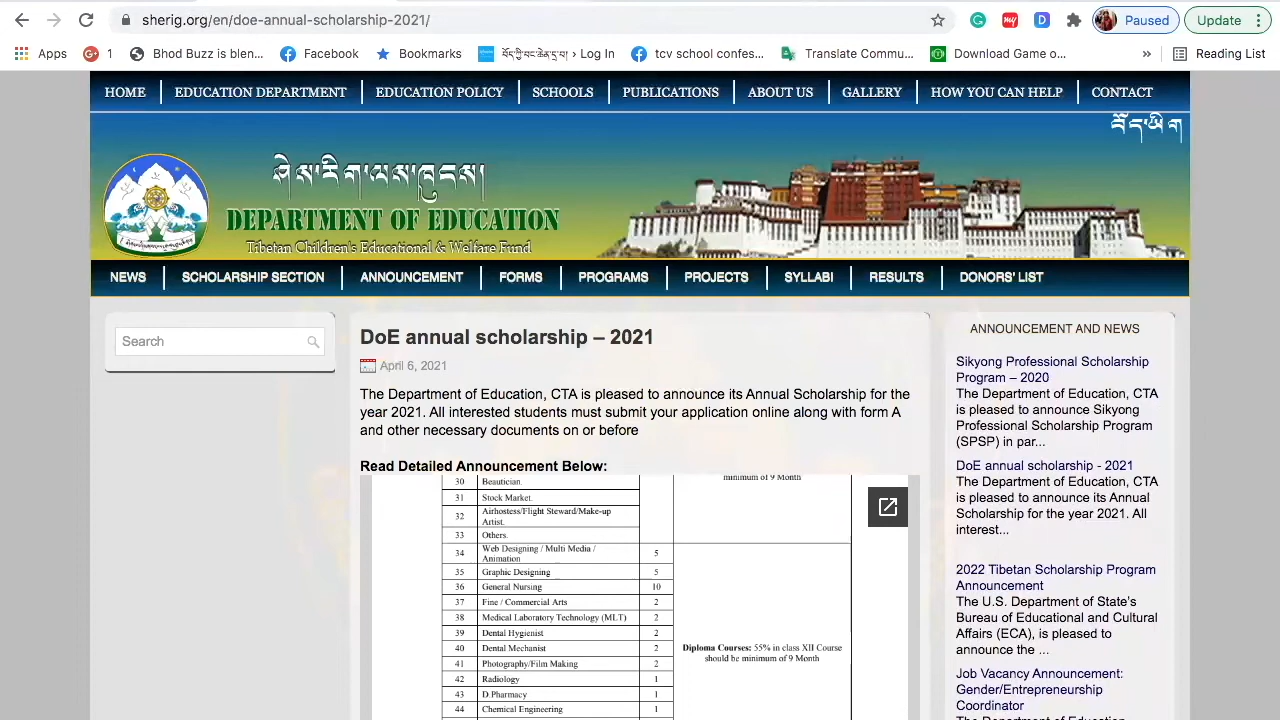 sherig.org/en/doe-annual-scholarship-2021/
Paused
Update
Apps
1
Bhod Buzz is blen...
Facebook
Bookmarks
Log In
tcv school confes...
Translate Commu...
Download Game o...
»
Reading List
HOME
EDUCATION DEPARTMENT
EDUCATION POLICY
SCHOOLS
PUBLICATIONS
ABOUT US
GALLERY
HOW YOU CAN HELP
CONTACT
བོད་ཡིག
ཤེས་རིག་ལས་ཁུངས།
DEPARTMENT OF EDUCATION
Tibetan Children's Educational & Welfare Fund
NEWS
SCHOLARSHIP SECTION
ANNOUNCEMENT
FORMS
PROGRAMS
PROJECTS
SYLLABI
RESULTS
DONORS' LIST
Search
DoE annual scholarship – 2021
April 6, 2021
The Department of Education, CTA is pleased to announce its Annual Scholarship for the
year 2021. All interested students must submit your application online along with form A
and other necessary documents on or before
Read Detailed Announcement Below:
minimum of 9 Month
30 Beautician.
31 Stock Market.
32 Airhostess/Flight Steward/Make-up
Artist.
33 Others.
34 Web Designing / Multi Media /
Animation 5
35 Graphic Designing 5
36 General Nursing 10
37 Fine / Commercial Arts 2
38 Medical Laboratory Technology (MLT) 2
39 Dental Hygienist 2
40 Dental Mechanist 2
41 Photography/Film Making 2
42 Radiology 1
43 D.Pharmacy 1
44 Chemical Engineering 1
Diploma Courses: 55% in class XII Course
should be minimum of 9 Month
ANNOUNCEMENT AND NEWS
Sikyong Professional Scholarship
Program – 2020
The Department of Education, CTA
is pleased to announce Sikyong
Professional Scholarship Program
(SPSP) in par...
DoE annual scholarship - 2021
The Department of Education, CTA
is pleased to announce its Annual
Scholarship for the year 2021. All
interest...
2022 Tibetan Scholarship Program
Announcement
The U.S. Department of State's
Bureau of Educational and Cultural
Affairs (ECA), is pleased to
announce the ...
Job Vacancy Announcement:
Gender/Entrepreneurship
Coordinator
The Department of Education